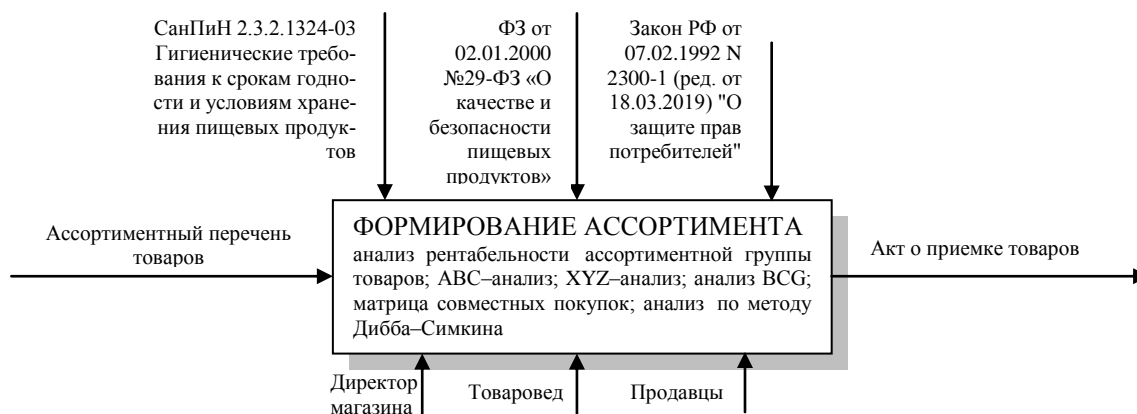 СанПиН 2.3.2.1324-03
Гигиенические требо-
вания к срокам годно-
сти и условиям хране-
ния пищевых продук-
тов
ФЗ от
02.01.2000
№29-ФЗ «О
качестве и
безопасности
пищевых
продуктов»
Закон РФ от
07.02.1992 N
2300-1 (ред. от
18.03.2019) "О
защите прав
потребителей"
Ассортиментный перечень
товаров
ФОРМИРОВАНИЕ АССОРТИМЕНТА
анализ рентабельности ассортиментной группы
товаров; ABC–анализ; XYZ–анализ; анализ BCG;
матрица совместных покупок; анализ по методу
Дибба–Симкина
Акт о приемке товаров
Директор
магазина
Товаровед
Продавцы